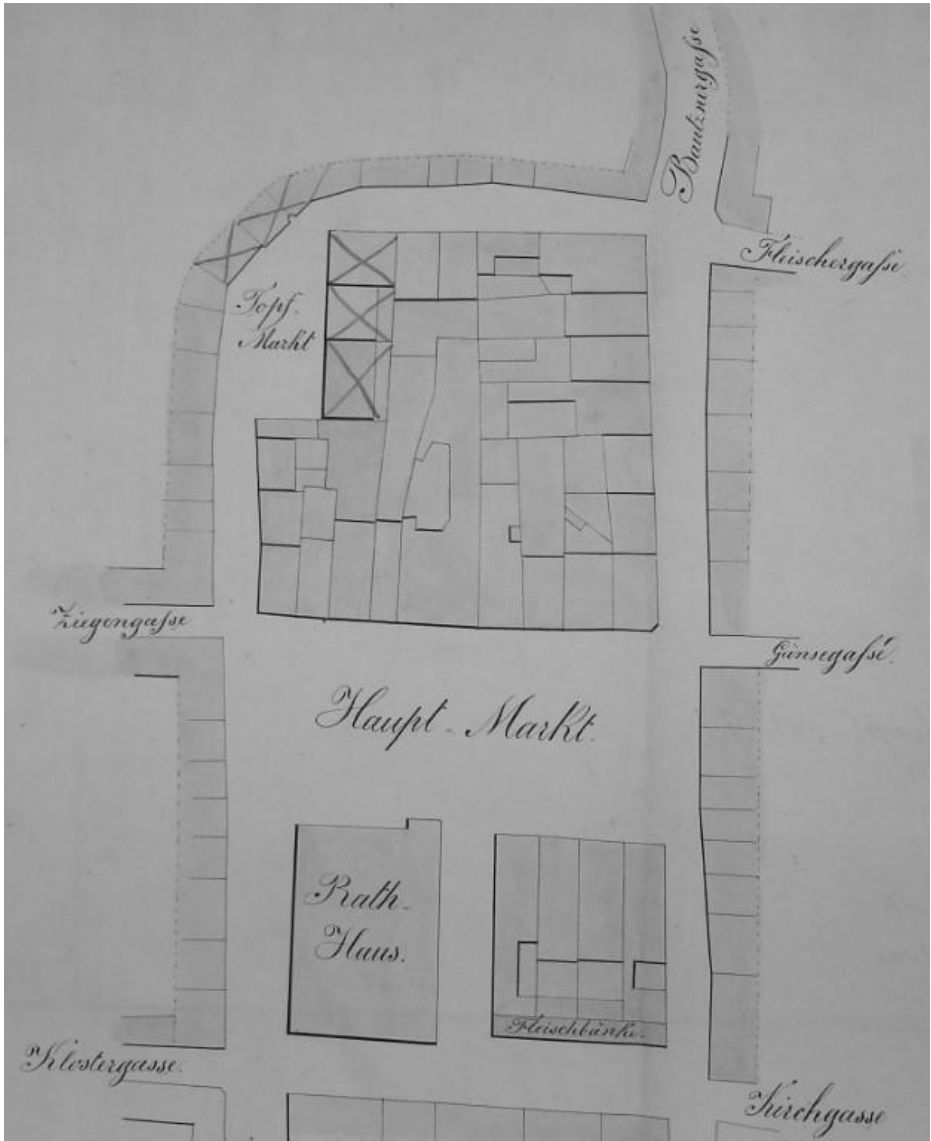 Bautznergasse
Fleischergasse
Topf-
Markt
Ziegengasse
Gänsegasse.
Haupt-Markt.
Rath-
Haus.
Fleischbänke.
Klostergasse.
Kirchgasse